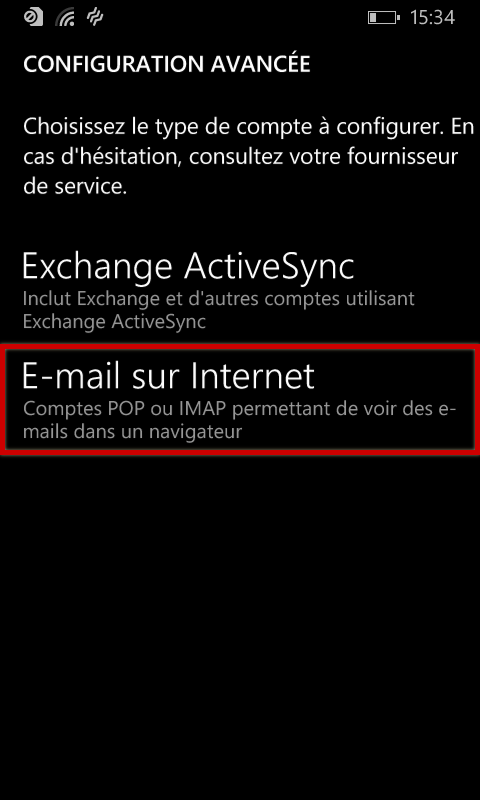 15:34
CONFIGURATION AVANCÉE
Choisissez le type de compte à configurer. En
cas d'hésitation, consultez votre fournisseur
de service.
Exchange ActiveSync
Inclut Exchange et d'autres comptes utilisant
Exchange ActiveSync
E-mail sur Internet
Comptes POP ou IMAP permettant de voir des e-
mails dans un navigateur